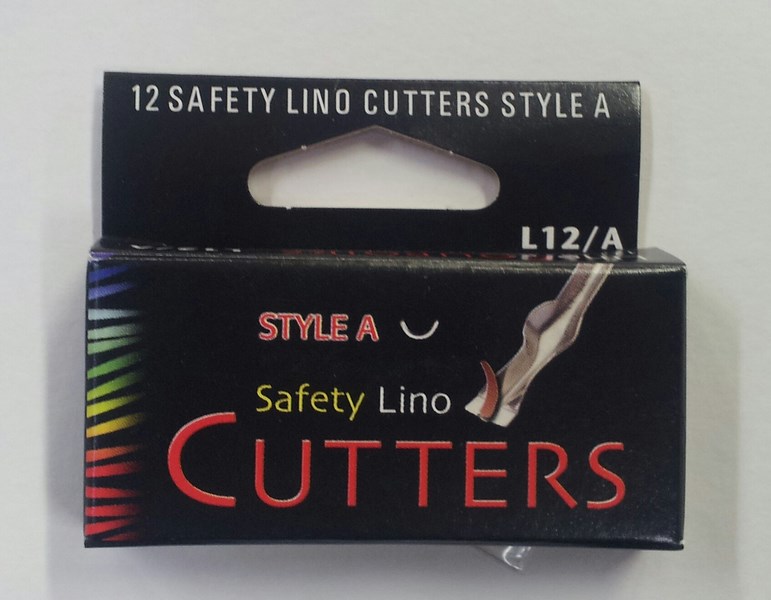 12 SAFETY LINO CUTTERS STYLE A
L12/A
STYLE A
Safety Lino
CUTTERS